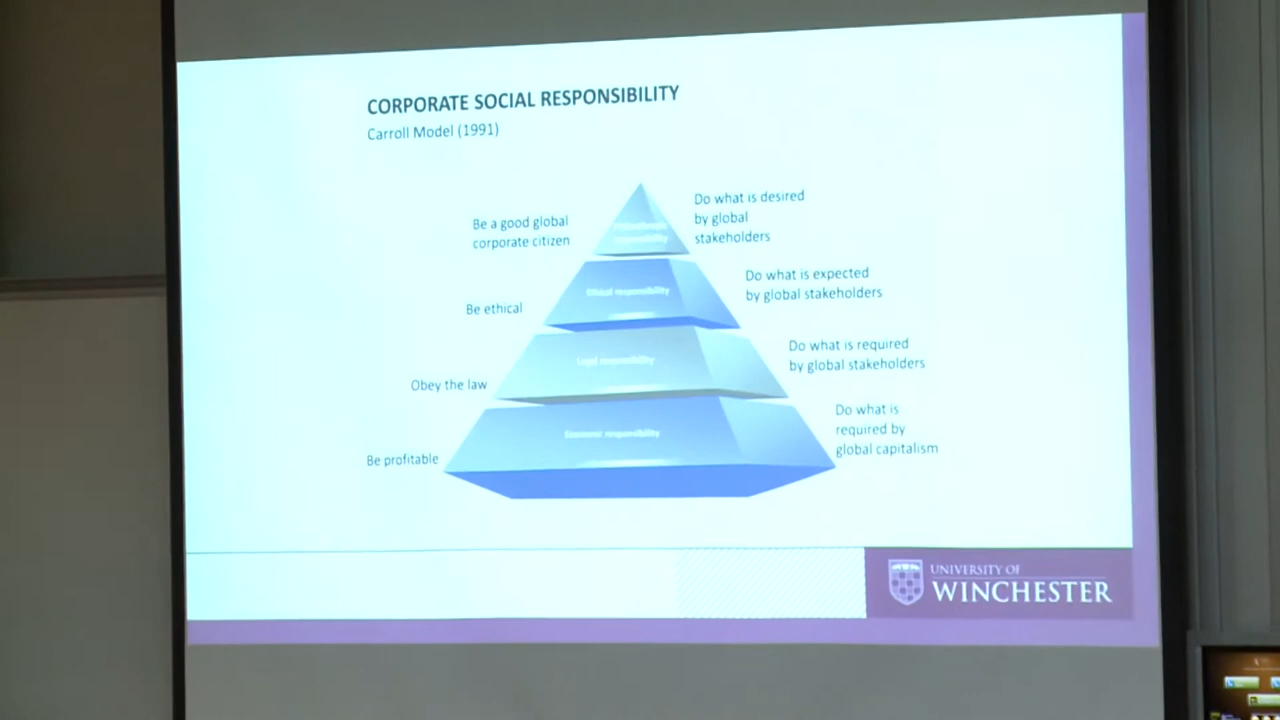 CORPORATE SOCIAL RESPONSIBILITY
Carroll Model (1991)
Be a good global
corporate citizen
responsibility
Do what is desired
by global
stakeholders
Be ethical
Ethical responsibility
Do what is expected
by global stakeholders
Obey the law
Legal responsibility
Do what is required
by global stakeholders
Be profitable
Economic responsibility
Do what is
required by
global capitalism
UNIVERSITY OF
WINCHESTER